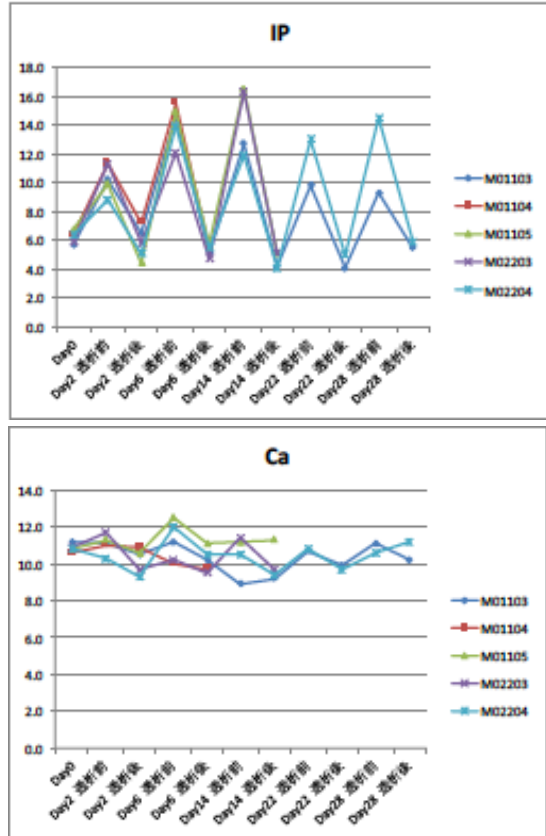 IP
18.0
16.0
14.0
12.0
10.0
8.0
6.0
4.0
2.0
0.0
Day0
Day2 透析前
Day2 透析後
Day6 透析前
Day6 透析後
Day14 透析前
Day14 透析後
Day22 透析前
Day22 透析後
Day28 透析前
Day28 透析後
M01103
M01104
M01105
M02203
M02204
Ca
14.0
12.0
10.0
8.0
6.0
4.0
2.0
0.0
Day0
Day2 透析前
Day2 透析後
Day6 透析前
Day6 透析後
Day14 透析前
Day14 透析後
Day22 透析前
Day22 透析後
Day28 透析前
Day28 透析後
M01103
M01104
M01105
M02203
M02204